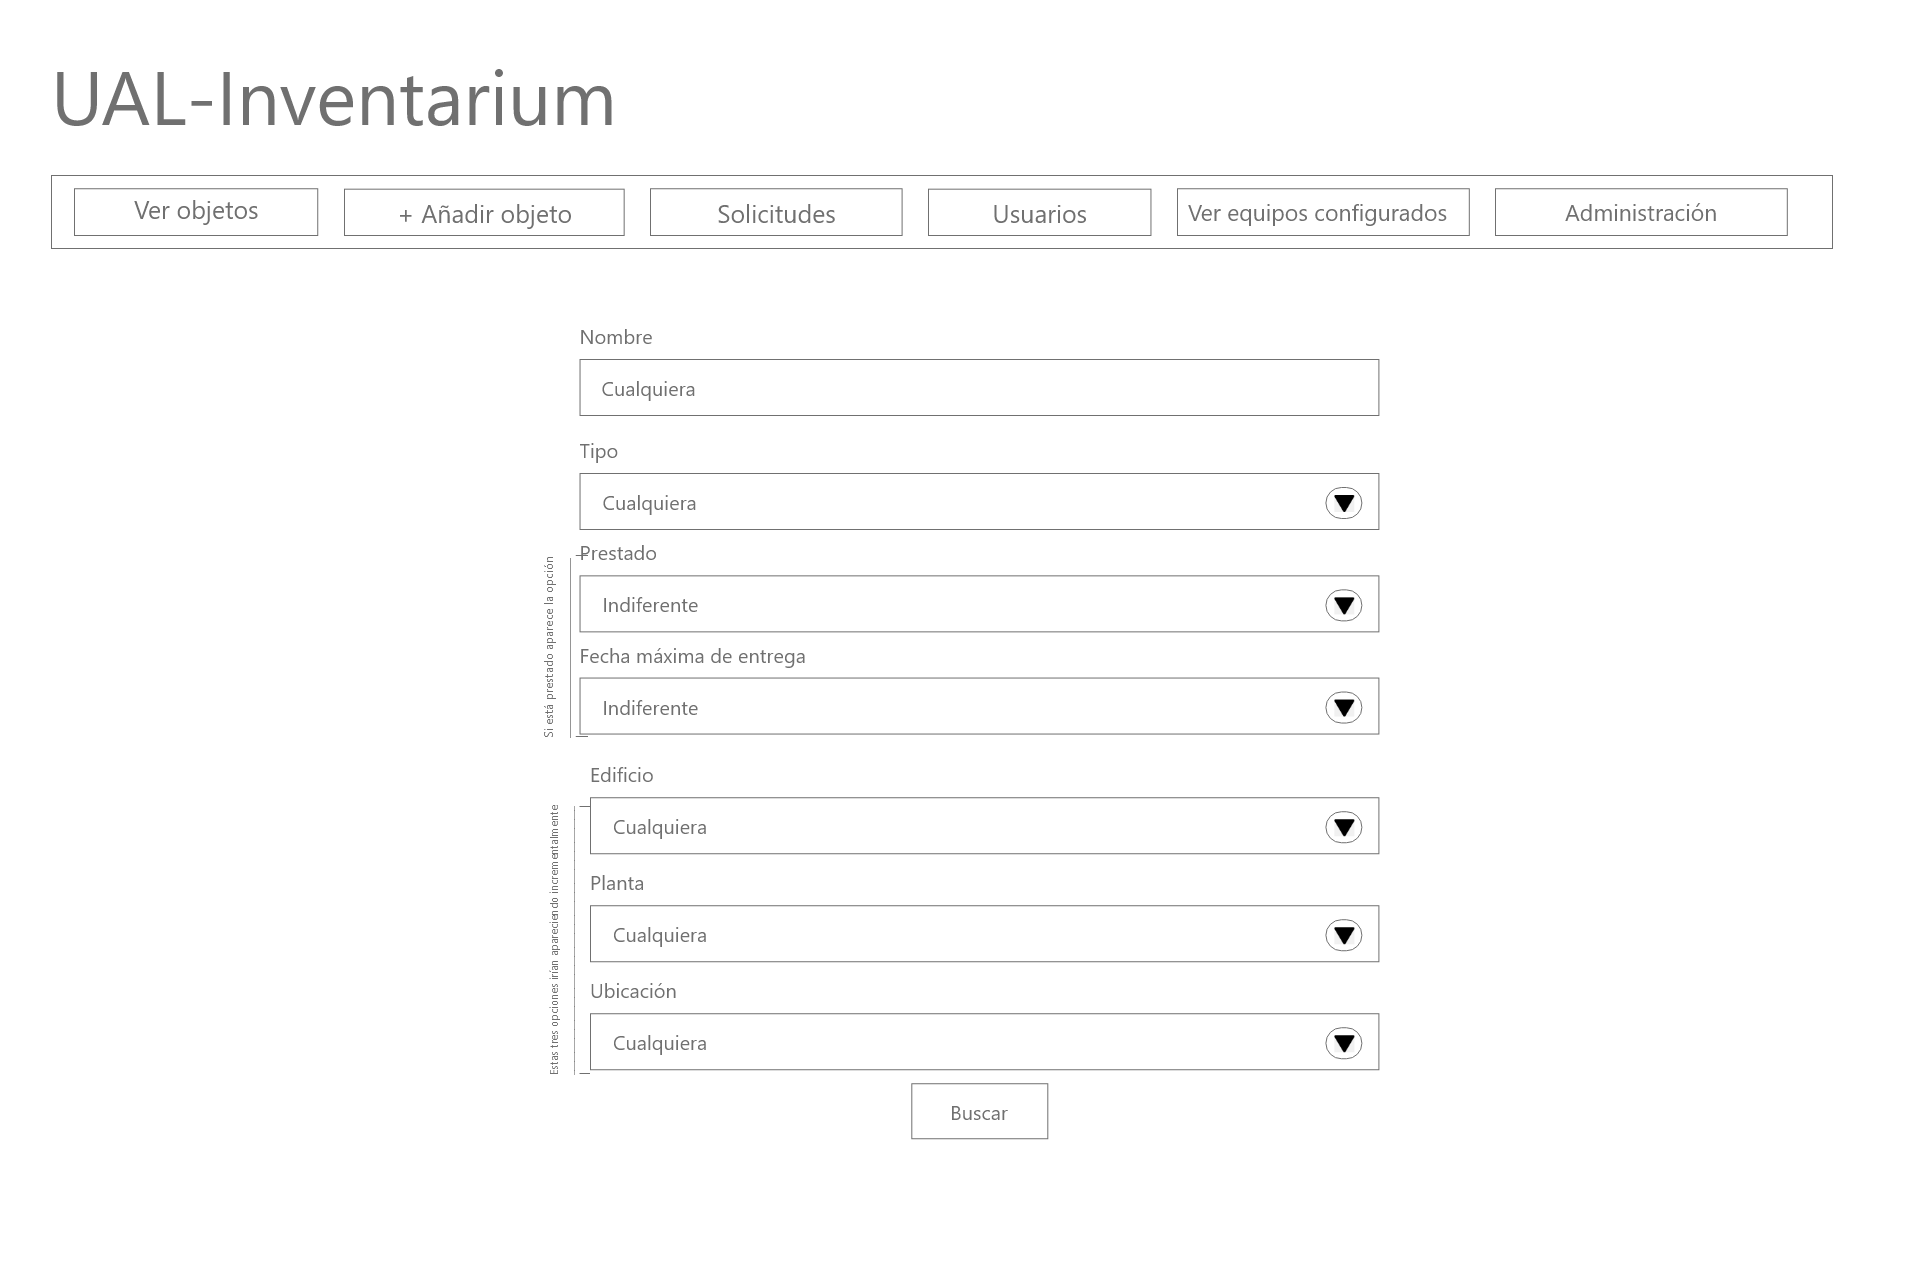 UAL-Inventarium
Ver objetos
+ Añadir objeto
Solicitudes
Usuarios
Ver equipos configurados
Administración
Nombre
Cualquiera
Tipo
Cualquiera
Si está prestado aparece la opción
Prestado
Indiferente
Fecha máxima de entrega
Indiferente
Estas tres opciones irían apareciendo incrementalmente
Edificio
Cualquiera
Planta
Cualquiera
Ubicación
Cualquiera
Buscar